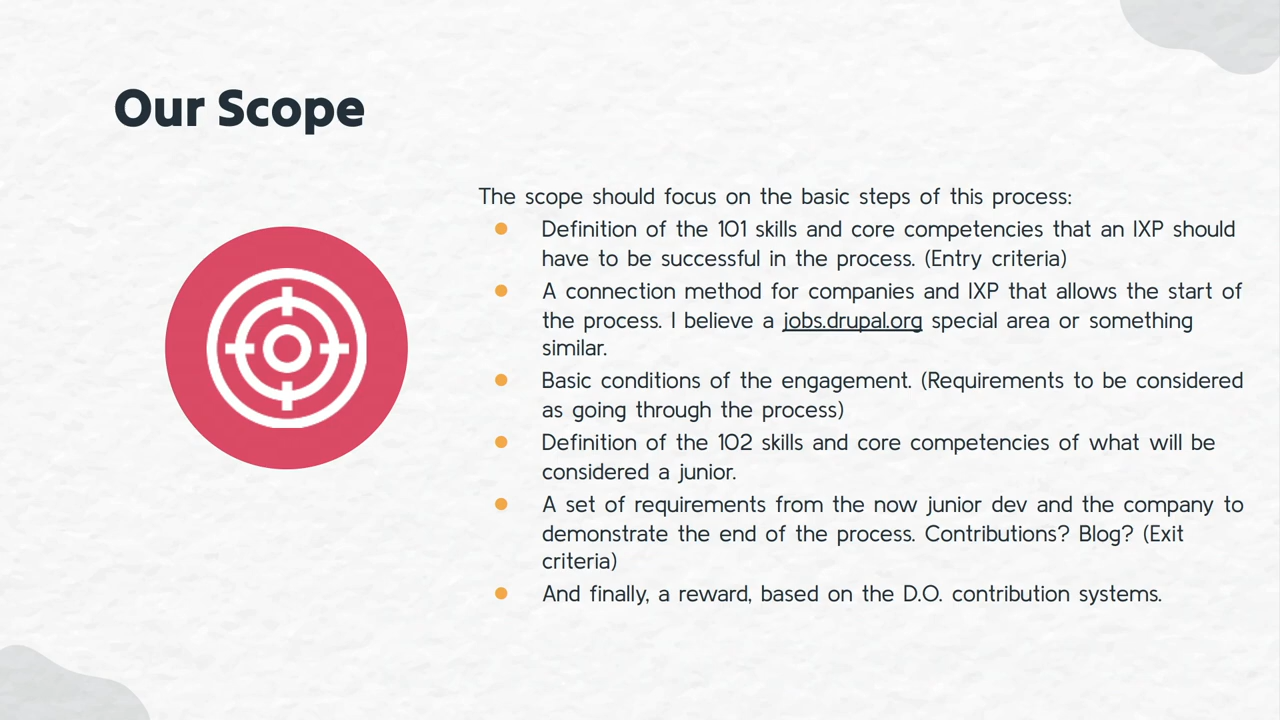 Our Scope
The scope should focus on the basic steps of this process:
Definition of the 101 skills and core competencies that an IXP should
have to be successful in the process. (Entry criteria)
A connection method for companies and IXP that allows the start of
the process. I believe a jobs.drupal.org special area or something
similar.
Basic conditions of the engagement. (Requirements to be considered
as going through the process)
Definition of the 102 skills and core competencies of what will be
considered a junior.
A set of requirements from the now junior dev and the company to
demonstrate the end of the process. Contributions? Blog? (Exit
criteria)
And finally, a reward, based on the D.O. contribution systems.